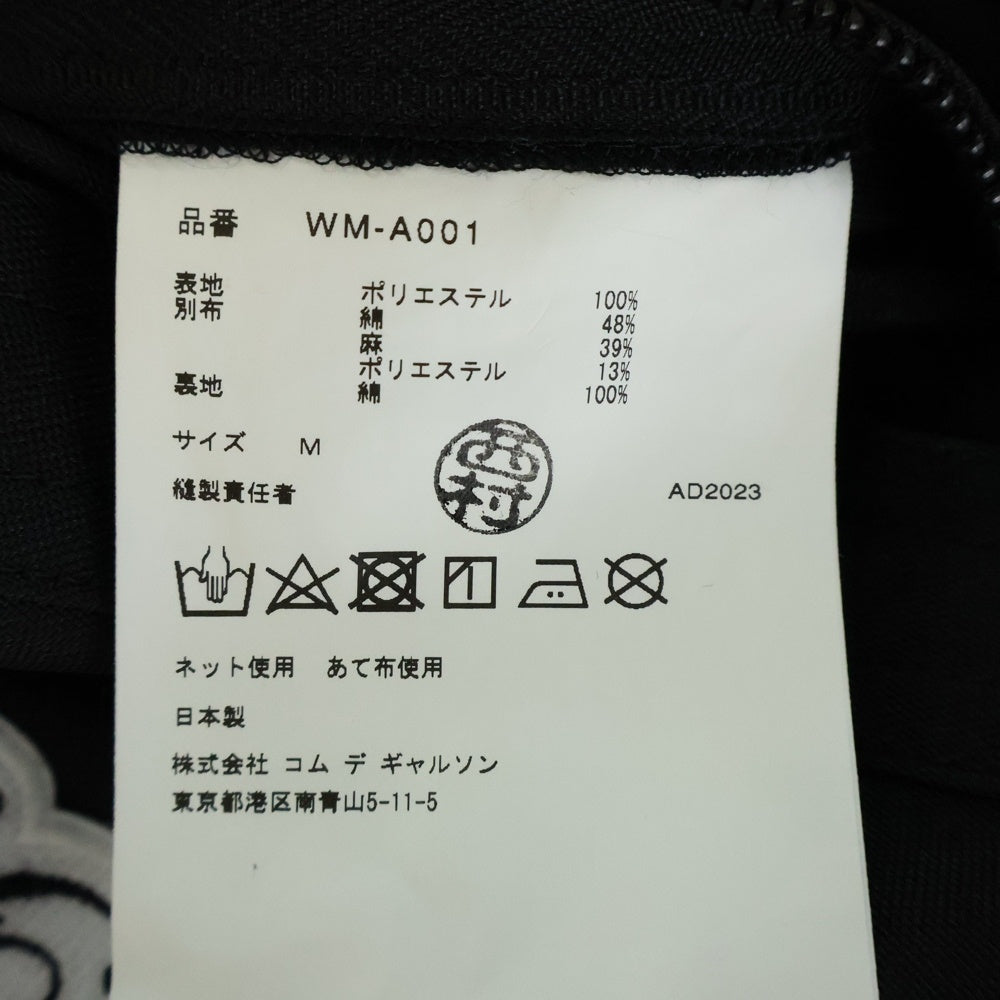 品番 WM-A001
表地 ポリエステル 100%
別布 綿 48%
麻 39%
ポリエステル 13%
裏地 綿 100%
サイズ M
縫製責任者 西村 AD2023
ネット使用 あて布使用
日本製
株式会社 コム デ ギャルソン
東京都港区南青山5-11-5